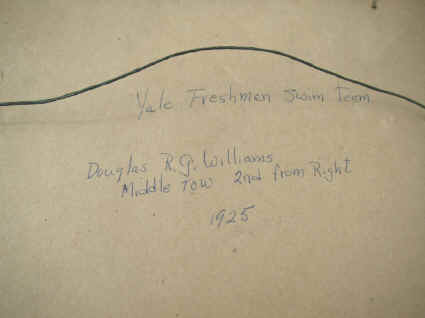 Yale Freshmen Swim Team
Douglas R.G. Williams
Middle row 2nd from Right
1925